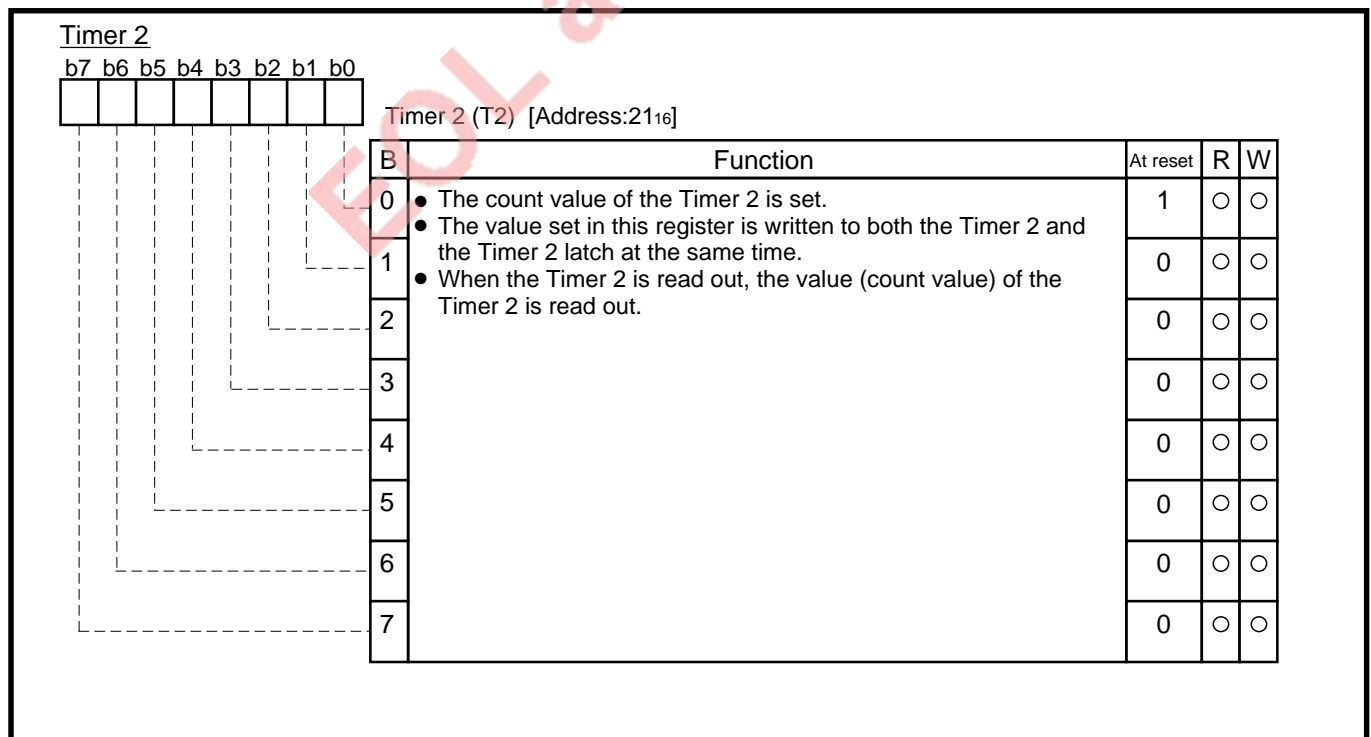 Timer 2
b7 b6 b5 b4 b3 b2 b1 b0
Timer 2 (T2) [Address:2116]
B Function At reset R W
0 ● The count value of the Timer 2 is set. 1 ○ ○
● The value set in this register is written to both the Timer 2 and
the Timer 2 latch at the same time.
1 0 ○ ○
● When the Timer 2 is read out, the value (count value) of the
Timer 2 is read out.
2 0 ○ ○
3 0 ○ ○
4 0 ○ ○
5 0 ○ ○
6 0 ○ ○
7 0 ○ ○
EOL